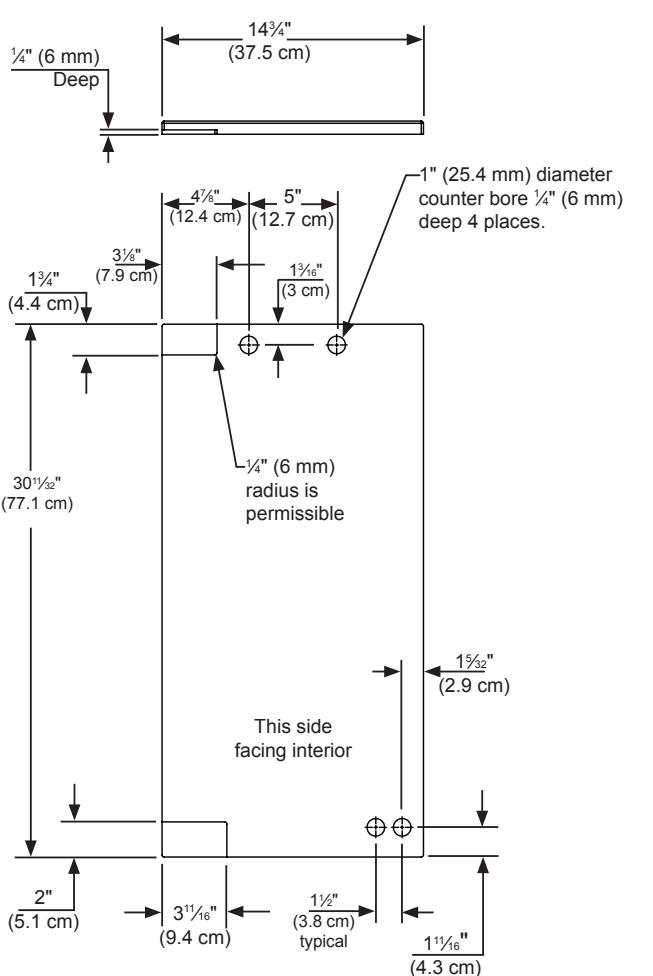 14¾"
(37.5 cm)
¼" (6 mm)
Deep
1" (25.4 mm) diameter
counter bore ¼" (6 mm)
deep 4 places.
4⅞"
(12.4 cm)
5"
(12.7 cm)
3⅛"
(7.9 cm)
1³⁄₁₆"
(3 cm)
1¾"
(4.4 cm)
¼" (6 mm)
radius is
permissible
30¹¹⁄₃₂"
(77.1 cm)
1⁵⁄₃₂"
(2.9 cm)
This side
facing interior
2"
(5.1 cm)
3¹¹⁄₁₆"
(9.4 cm)
1½"
(3.8 cm)
typical
1¹¹⁄₁₆"
(4.3 cm)